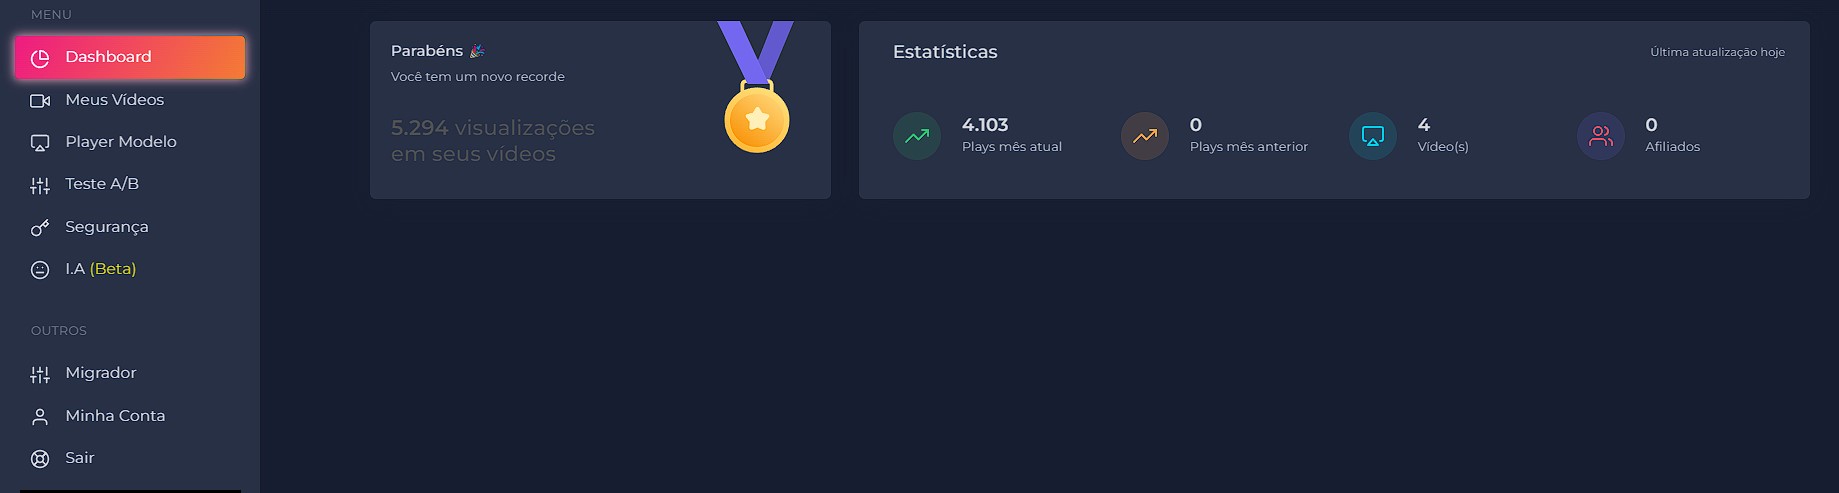 MENU
Dashboard
Meus Vídeos
Player Modelo
Teste A/B
Segurança
I.A (Beta)
OUTROS
Migrador
Minha Conta
Sair
Parabéns 🎉
Você tem um novo recorde
5.294 visualizações
em seus vídeos
Estatísticas
Última atualização hoje
4.103
Plays mês atual
0
Plays mês anterior
4
Vídeo(s)
0
Afiliados